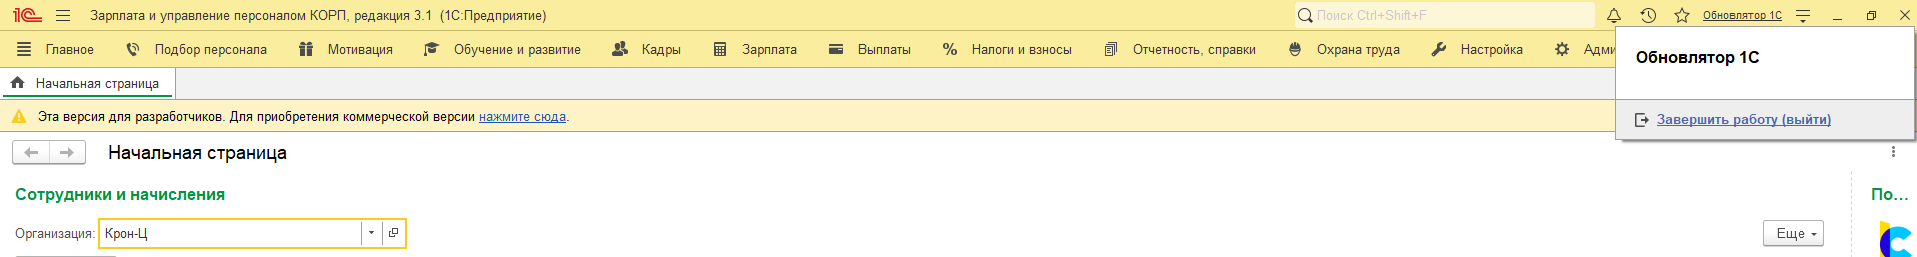 1С Зарплата и управление персоналом КОРП, редакция 3.1 (1С:Предприятие) Поиск Ctrl+Shift+F Обновлятор 1С
Главное Подбор персонала Мотивация Обучение и развитие Кадры Зарплата Выплаты Налоги и взносы Отчетность, справки Охрана труда Настройка Адми
Обновлятор 1С
Начальная страница
Эта версия для разработчиков. Для приобретения коммерческой версии нажмите сюда.
Завершить работу (выйти)
Начальная страница
Сотрудники и начисления По...
Организация: Крон-Ц Еще